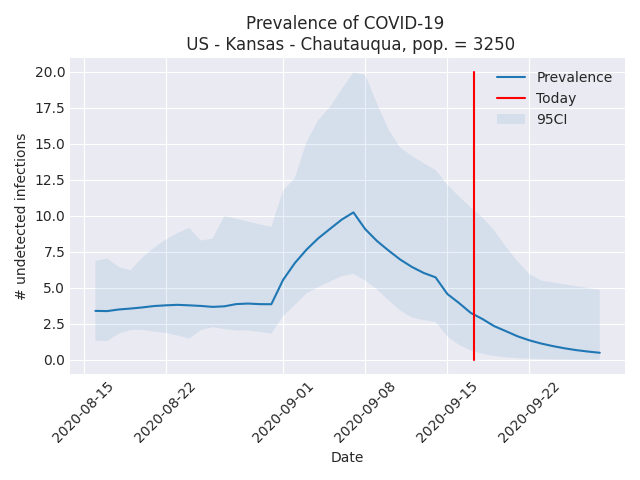 Prevalence of COVID-19
US - Kansas - Chautauqua, pop. = 3250
20.0
17.5
15.0
12.5
10.0
7.5
5.0
2.5
0.0
# undetected infections
Prevalence
Today
95CI
2020-08-15
2020-08-22
2020-09-01
2020-09-08
2020-09-15
2020-09-22
Date